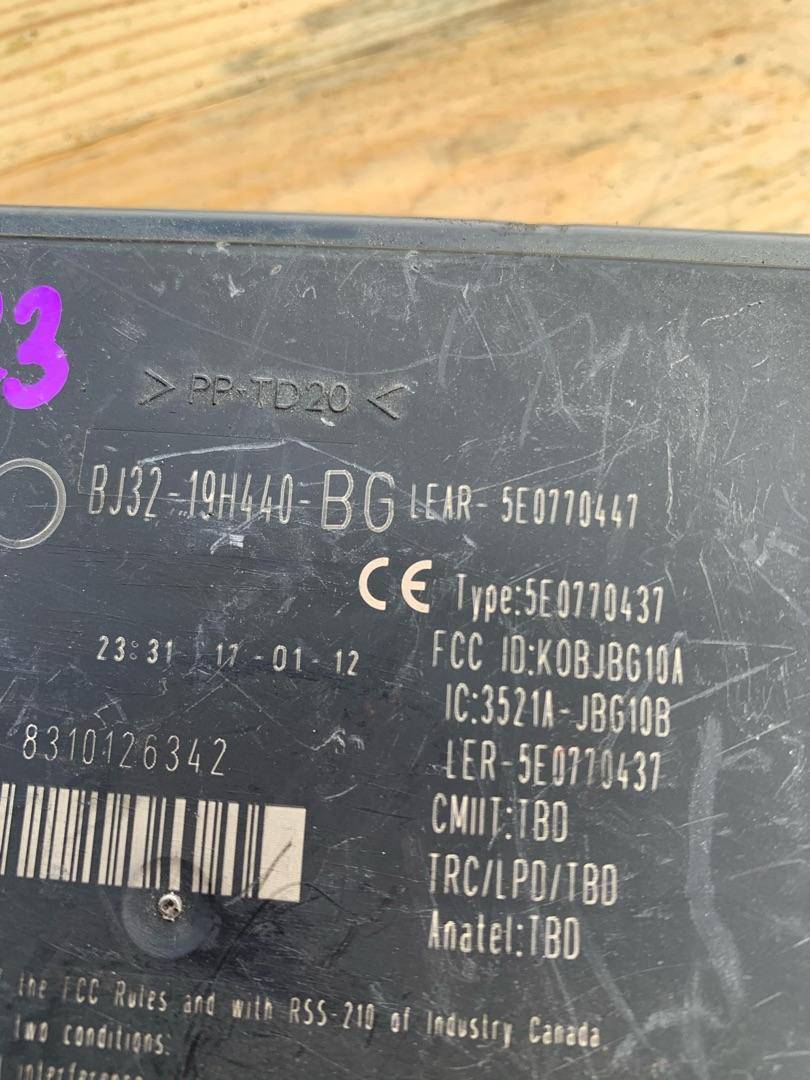 23
> PP-TD20 <
BJ32-19H440-BG LEAR-5E0770447
CE Type:5E0770437
23:31 17-01-12
FCC ID:KOBJBG10A
IC:3521A-JBG10B
8310126342
LER-5E0770437
CMIIT:TBD
TRC/LPD/TBD
Anatel:TBD
the FCC Rules and with RSS-210 of Industry Canada
two conditions:
interference